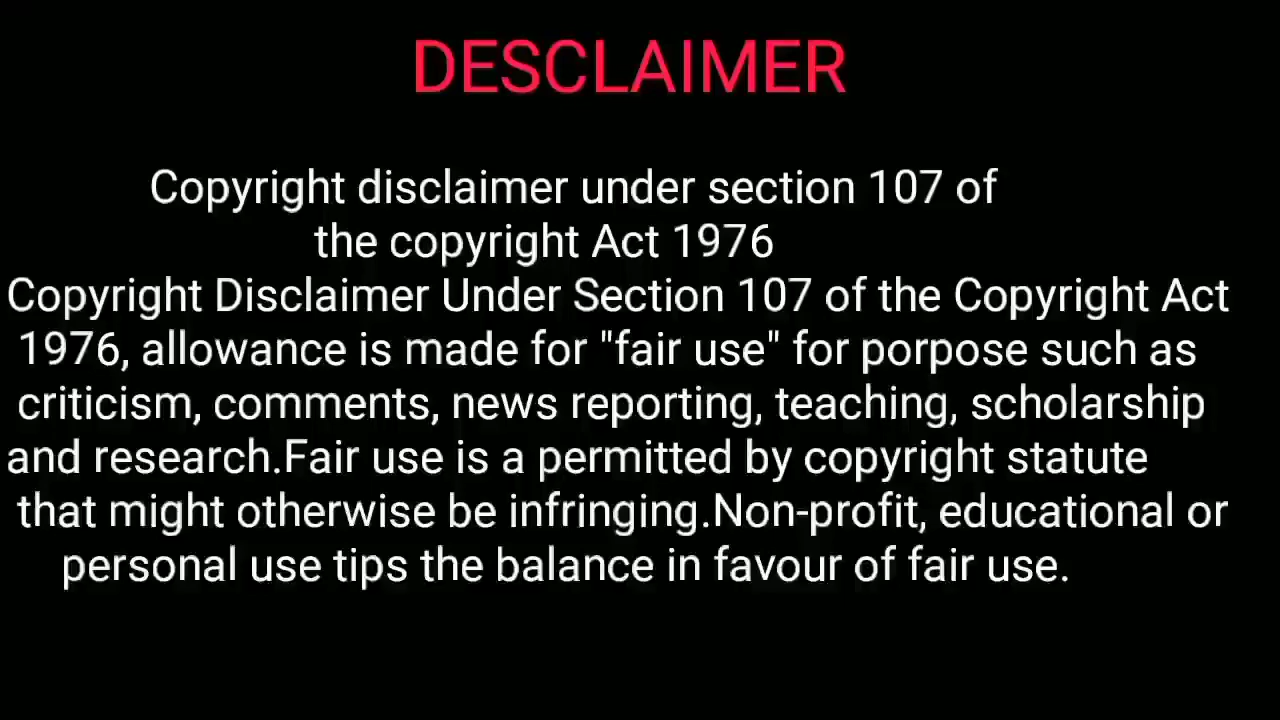 DESCLAIMER
Copyright disclaimer under section 107 of
the copyright Act 1976
Copyright Disclaimer Under Section 107 of the Copyright Act
1976, allowance is made for "fair use" for porpose such as
criticism, comments, news reporting, teaching, scholarship
and research.Fair use is a permitted by copyright statute
that might otherwise be infringing.Non-profit, educational or
personal use tips the balance in favour of fair use.